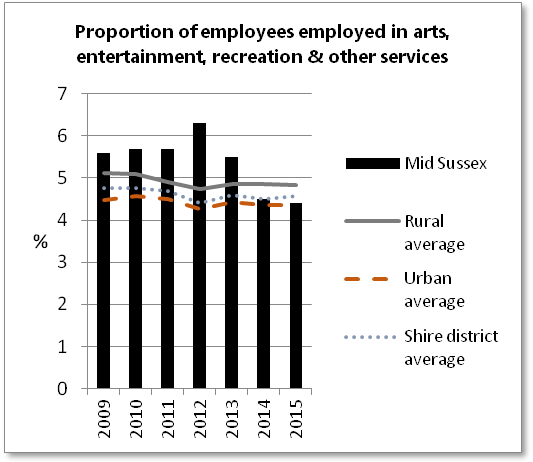 Proportion of employees employed in arts,
entertainment, recreation & other services
7
6
5
4
3
2
1
0
%
2009
2010
2011
2012
2013
2014
2015
Mid Sussex
Rural
average
Urban
average
Shire district
average